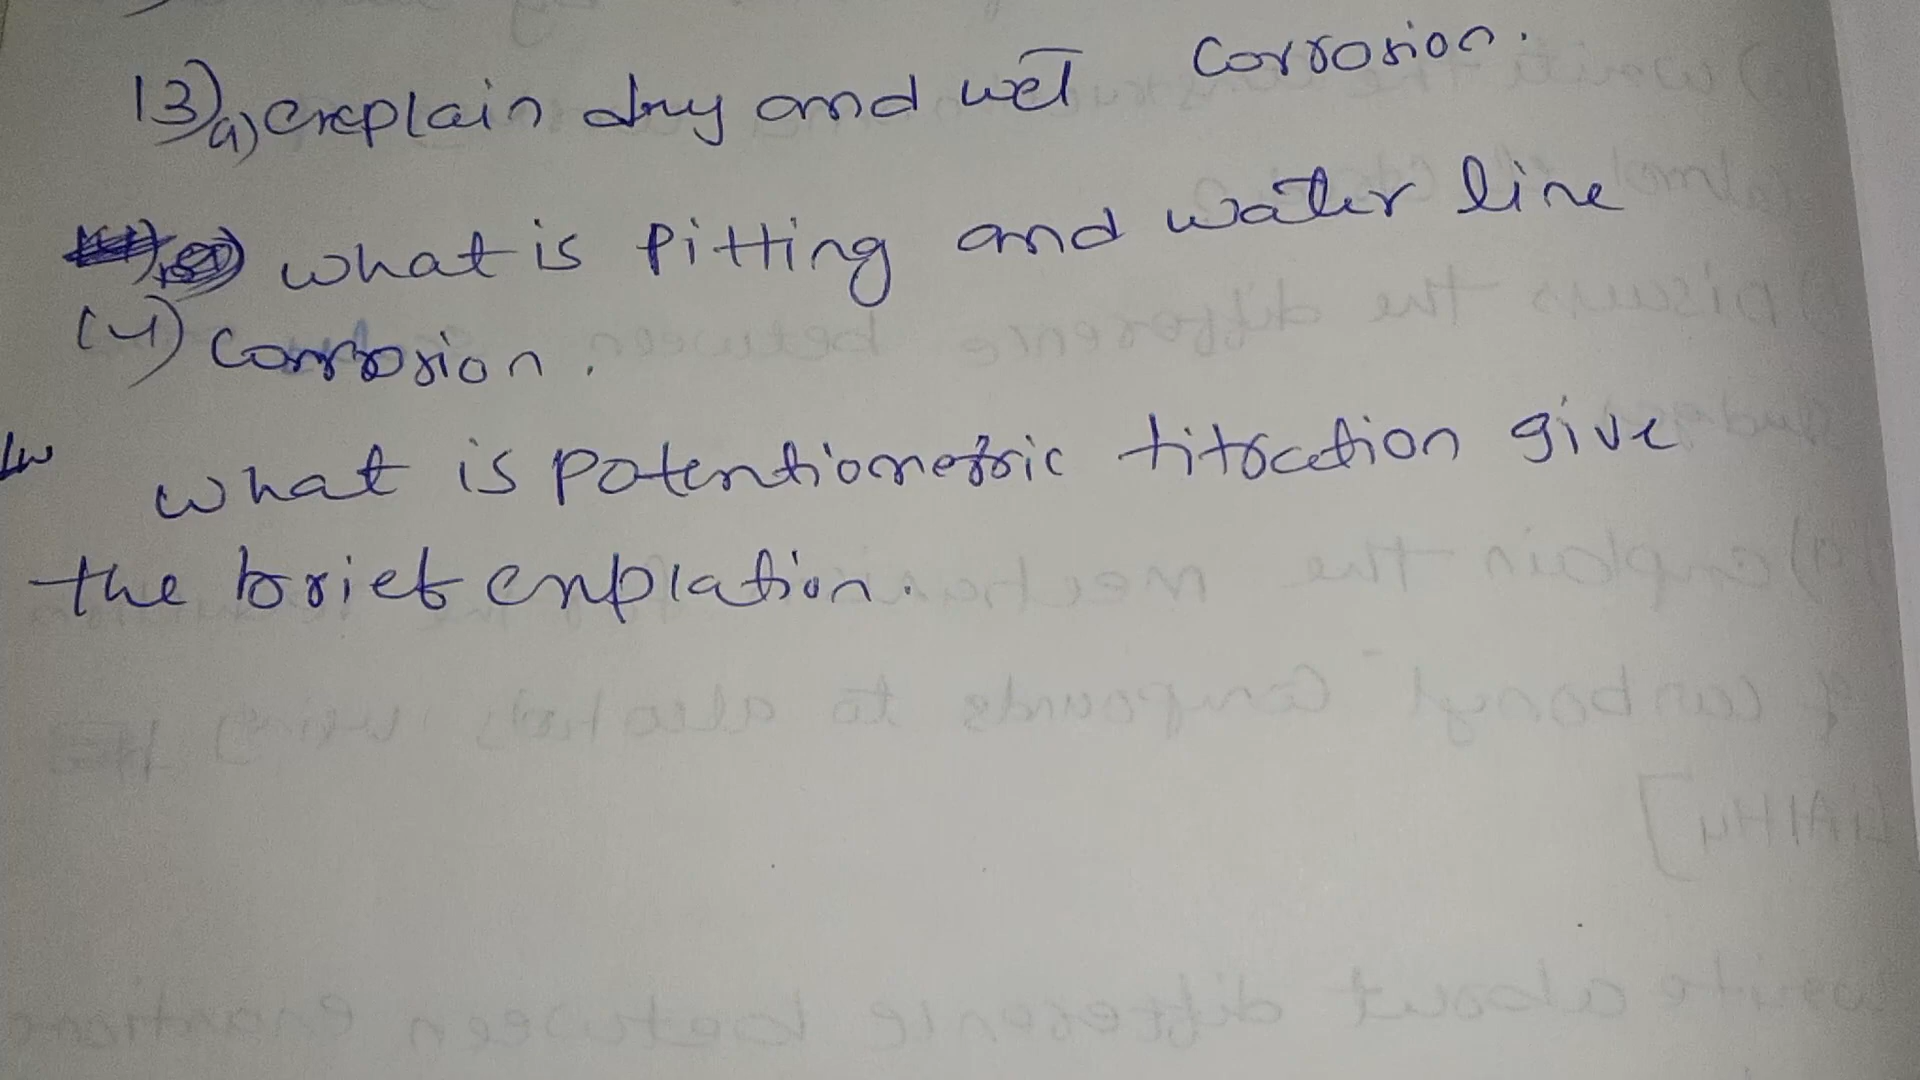 13) a) explain dry and wet corrosion.
what is pitting and water line
(4) corrosion.
what is potentiometric titration give
the brief explation.